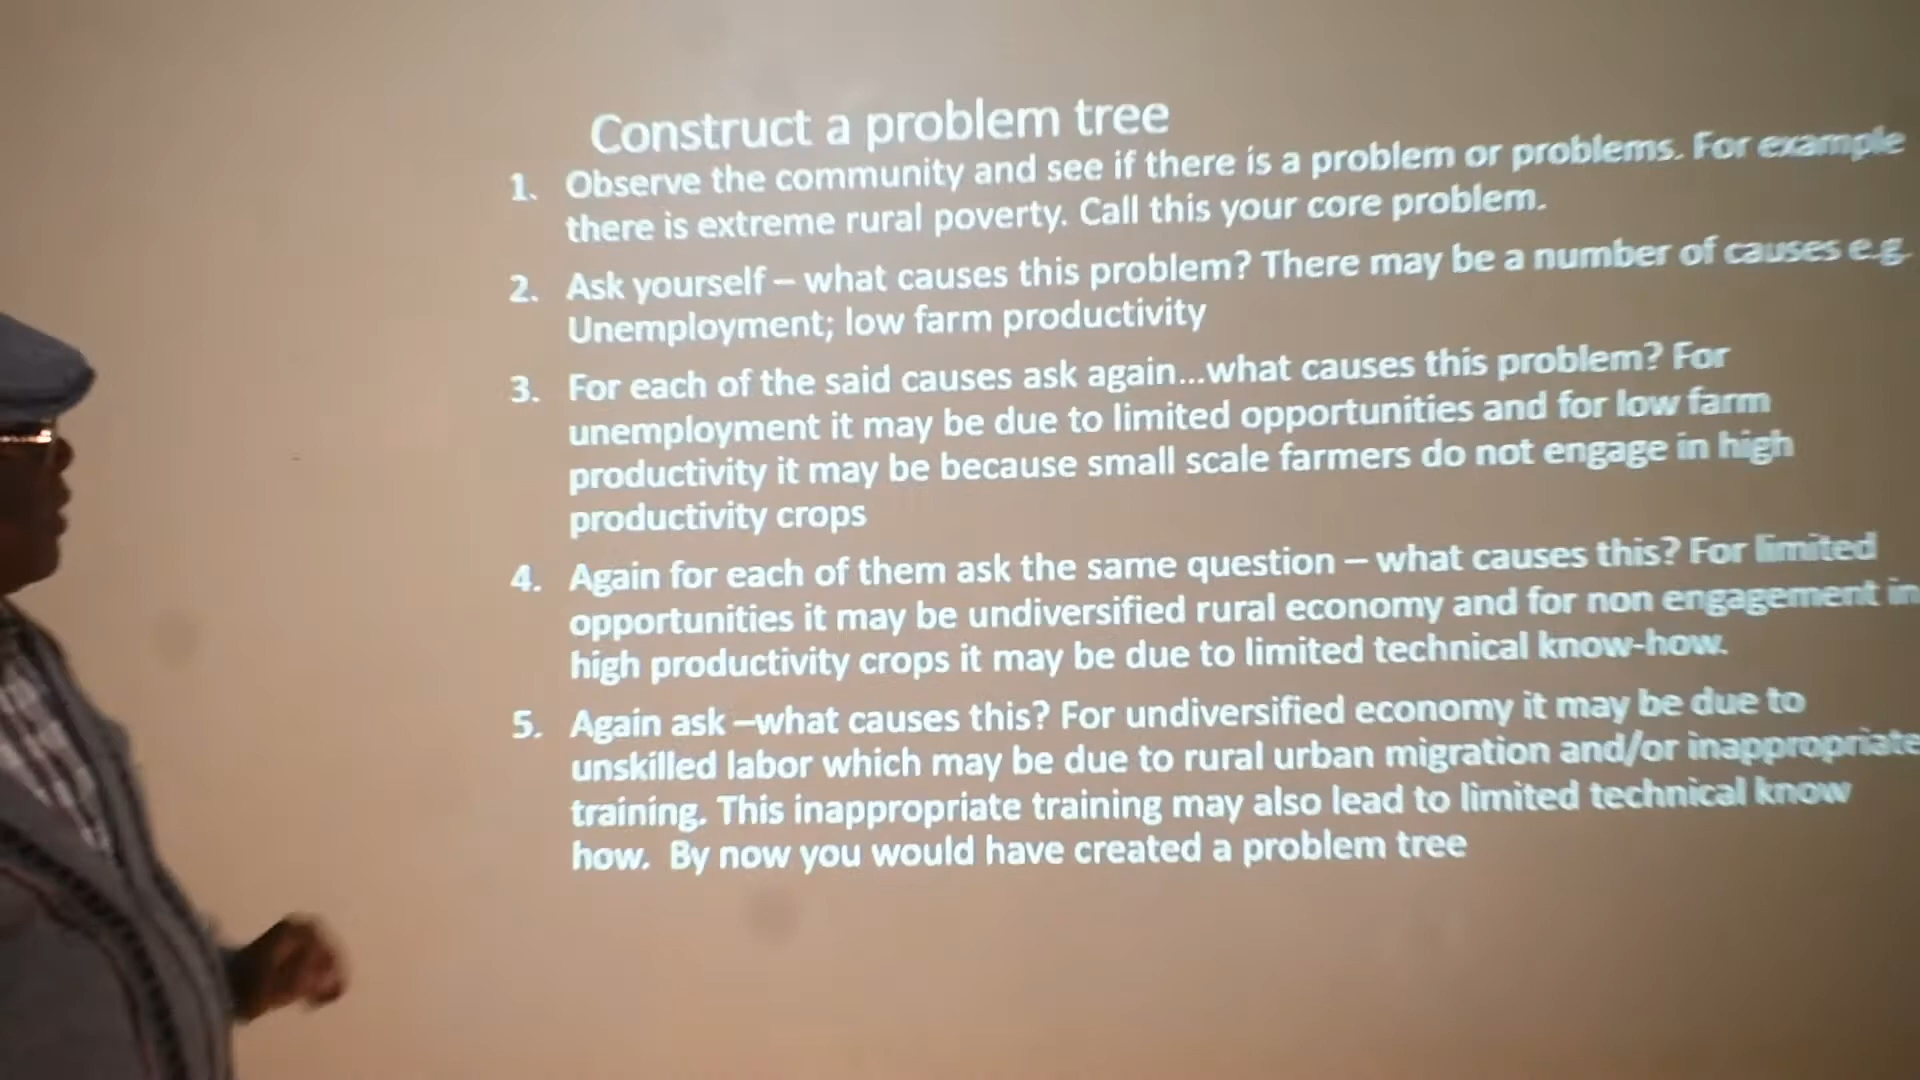 Construct a problem tree
1. Observe the community and see if there is a problem or problems. For example
there is extreme rural poverty. Call this your core problem.
2. Ask yourself – what causes this problem? There may be a number of causes e.g.
Unemployment; low farm productivity
3. For each of the said causes ask again...what causes this problem? For
unemployment it may be due to limited opportunities and for low farm
productivity it may be because small scale farmers do not engage in high
productivity crops
4. Again for each of them ask the same question – what causes this? For limited
opportunities it may be undiversified rural economy and for non engagement in
high productivity crops it may be due to limited technical know-how.
5. Again ask –what causes this? For undiversified economy it may be due to
unskilled labor which may be due to rural urban migration and/or inappropriate
training. This inappropriate training may also lead to limited technical know
how. By now you would have created a problem tree